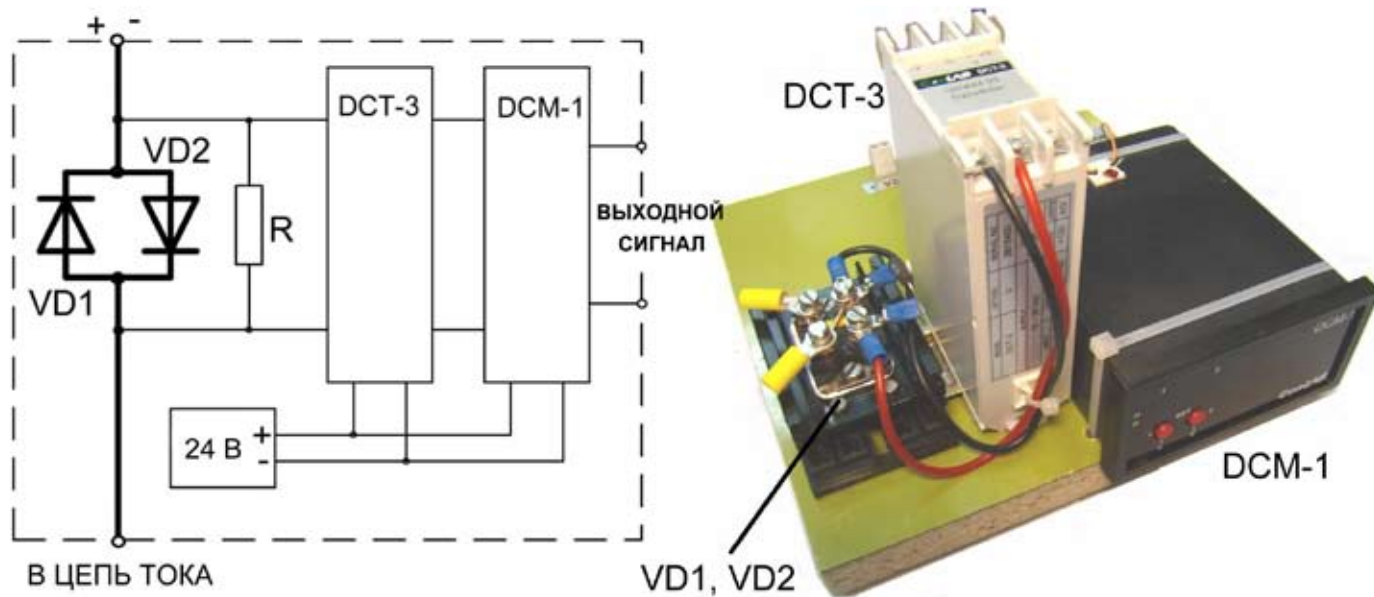 + -
DCT-3
DCM-1
VD2
VD1
R
ВЫХОДНОЙ
СИГНАЛ
24 В
+
-
В ЦЕПЬ ТОКА
DCT-3
DCM-1
VD1, VD2